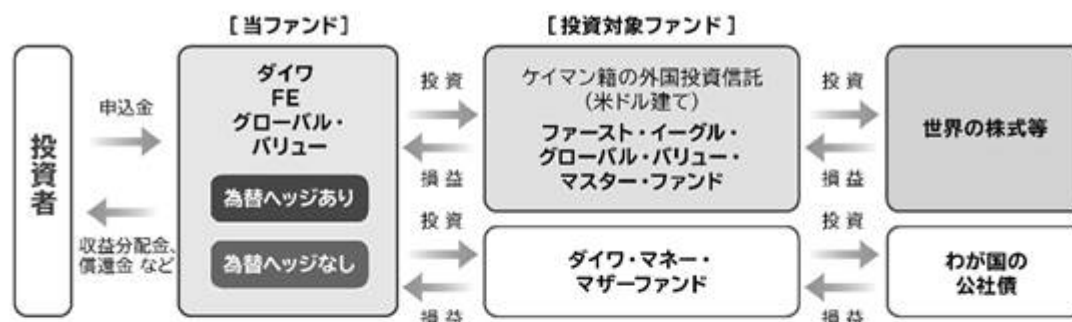 [当ファンド]
[投資対象ファンド]
投資者
申込金
収益分配金、
償還金 など
ダイワ
FE
グローバル・
バリュー
為替ヘッジあり
為替ヘッジなし
投 資
損 益
投 資
損 益
ケイマン籍の外国投資信託
(米ドル建て)
ファースト・イーグル・
グローバル・バリュー・
マスター・ファンド
ダイワ・マネー・
マザーファンド
投 資
損 益
投 資
損 益
世界の株式等
わが国の
公社債